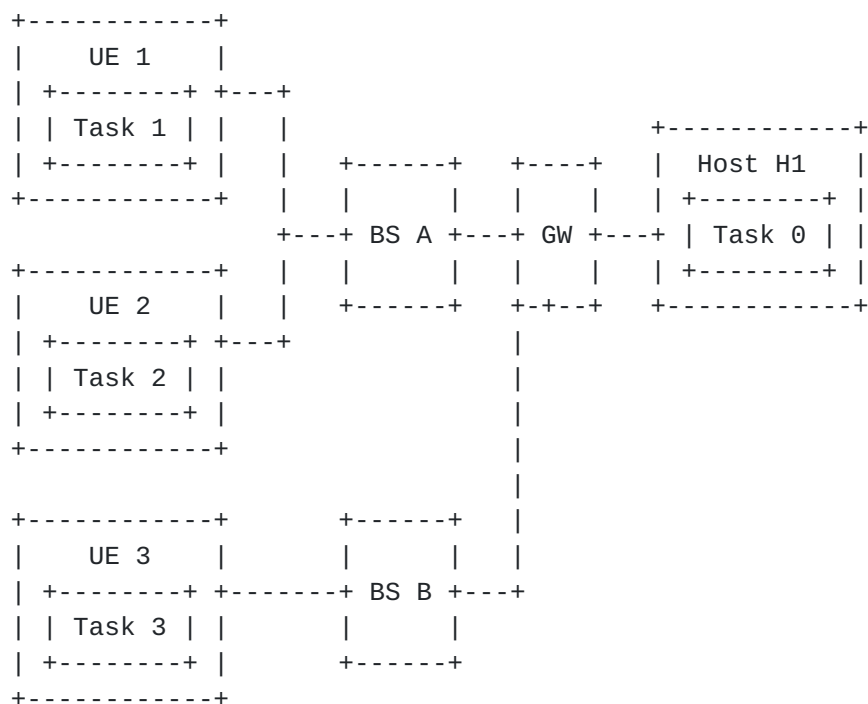 UE 1
Task 1
Host H1
BS A GW Task 0
UE 2
Task 2
UE 3
BS B
Task 3